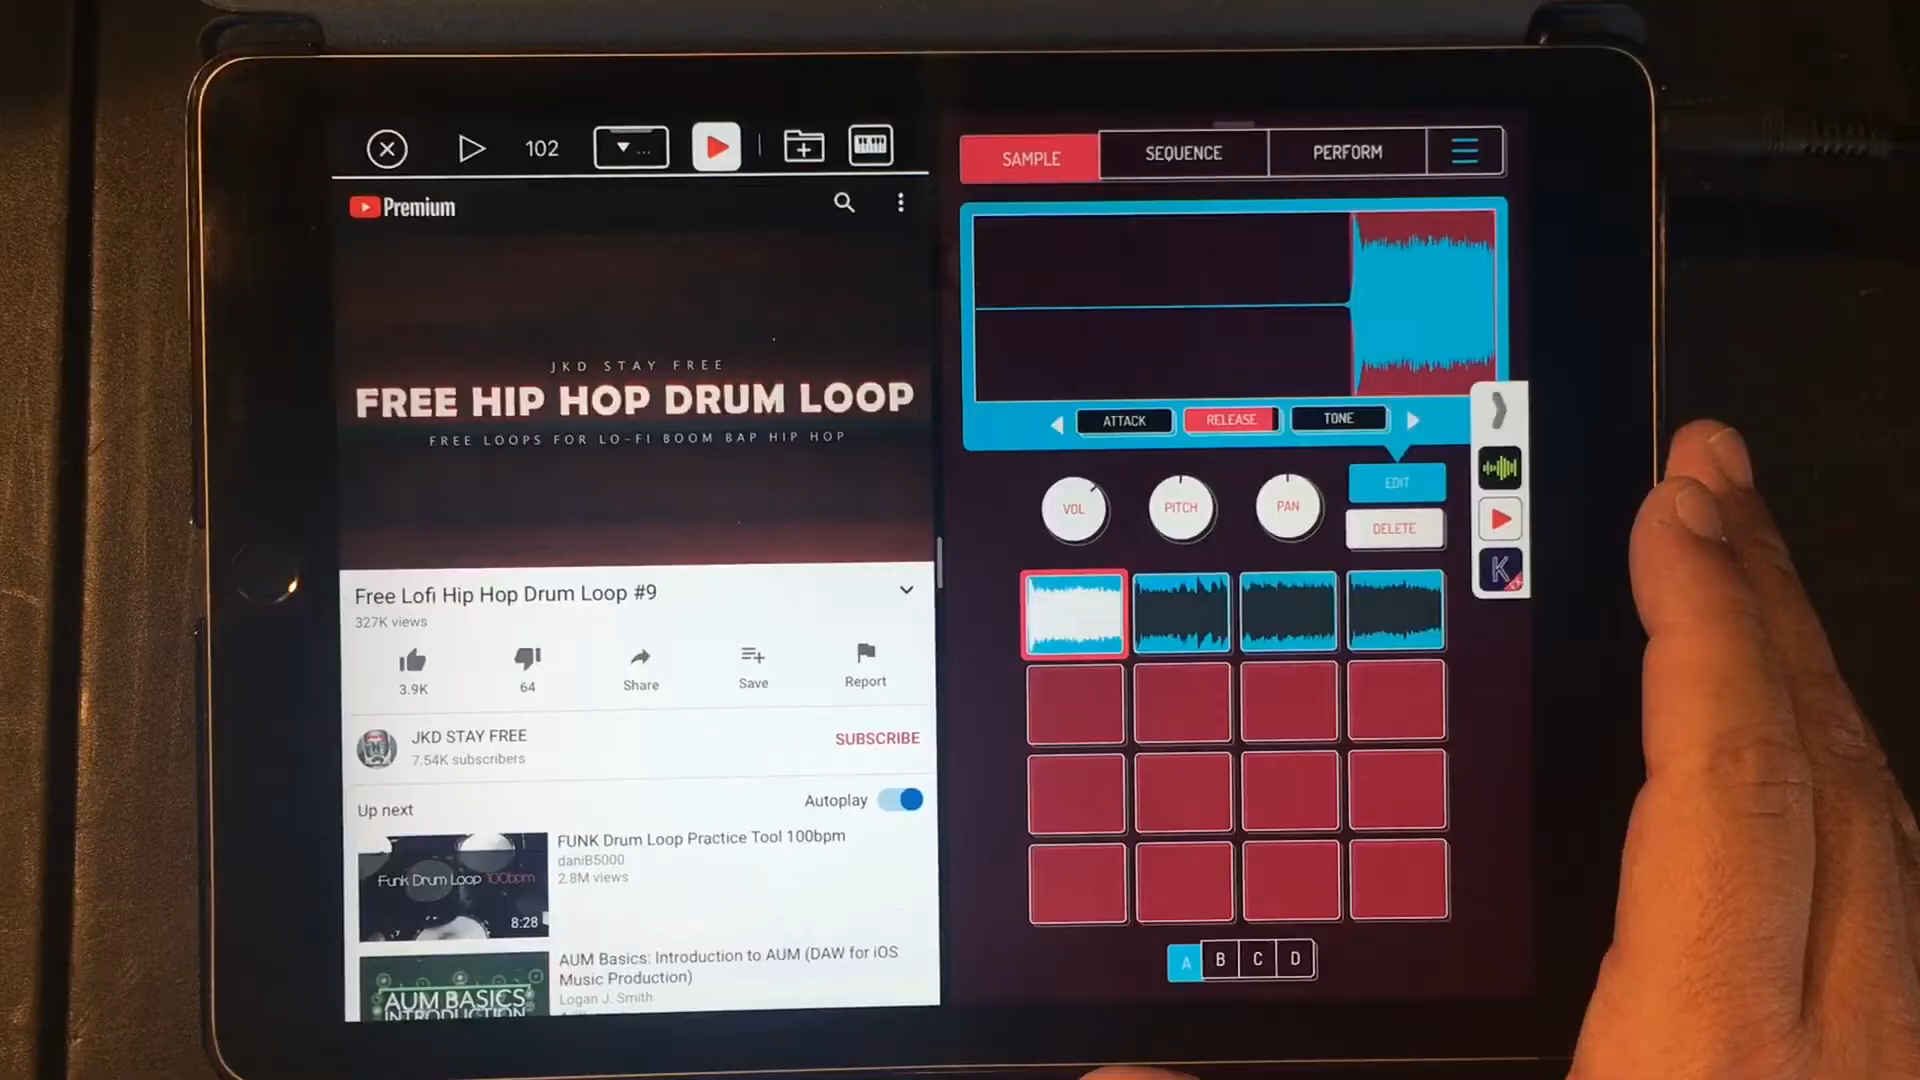 102
...
Premium
JKD STAY FREE
FREE HIP HOP DRUM LOOP
FREE LOOPS FOR LO-FI BOOM BAP HIP HOP
Free Lofi Hip Hop Drum Loop #9
327K views
3.9K
64
Share
Save
Report
JKD STAY FREE
7.54K subscribers
SUBSCRIBE
Up next
Autoplay
Funk Drum Loop 100bpm
8:28
FUNK Drum Loop Practice Tool 100bpm
daniB5000
2.8M views
AUM BASICS
INTRODUCTION
AUM Basics: Introduction to AUM (DAW for iOS
Music Production)
Logan J. Smith
SAMPLE
SEQUENCE
PERFORM
ATTACK
RELEASE
TONE
VOL
PITCH
PAN
EDIT
DELETE
K
A
B
C
D